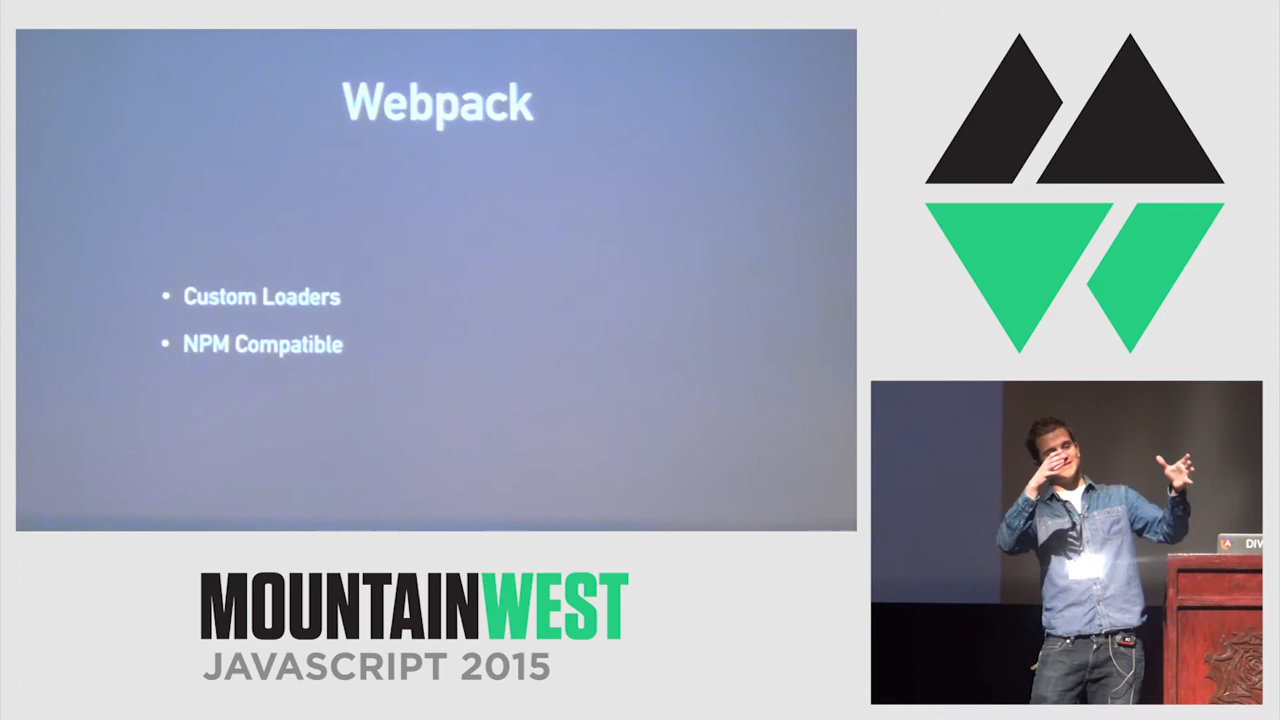 Webpack
• Custom Loaders
• NPM Compatible
MOUNTAINWEST
JAVASCRIPT 2015